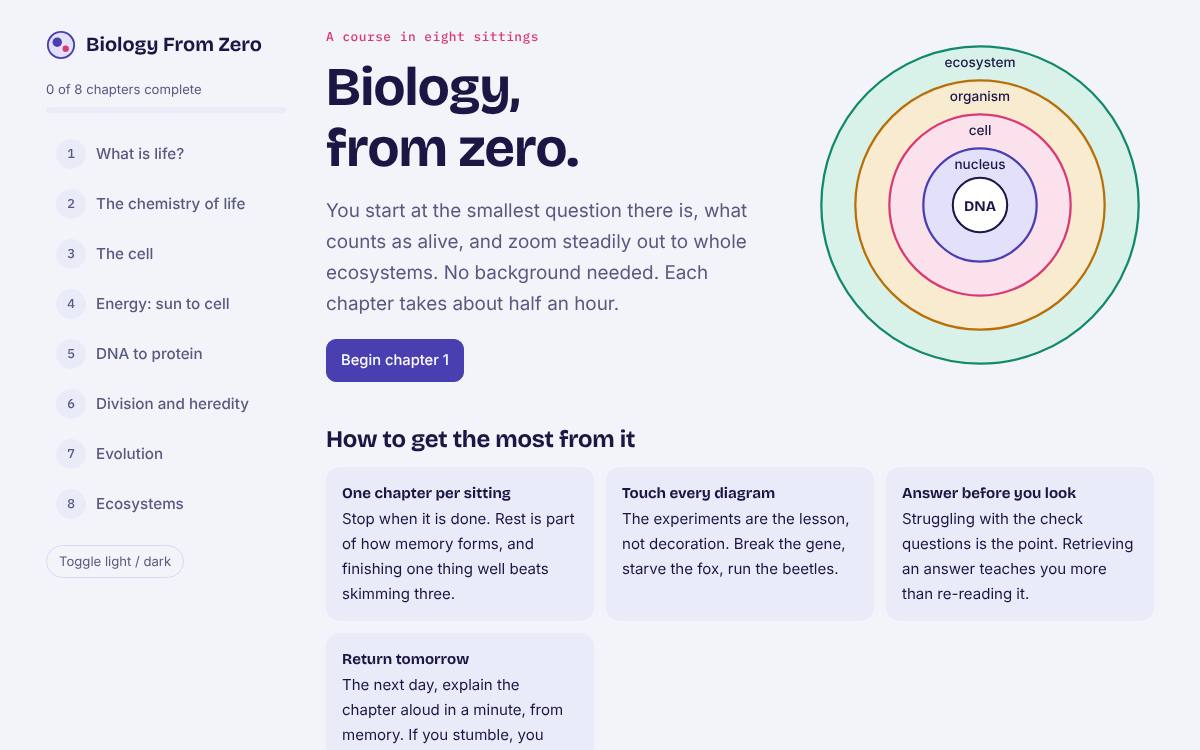 Biology From Zero
0 of 8 chapters complete
1 What is life?
2 The chemistry of life
3 The cell
4 Energy: sun to cell
5 DNA to protein
6 Division and heredity
7 Evolution
8 Ecosystems
Toggle light / dark
A course in eight sittings
Biology,
from zero.
You start at the smallest question there is, what
counts as alive, and zoom steadily out to whole
ecosystems. No background needed. Each
chapter takes about half an hour.
Begin chapter 1
ecosystem
organism
cell
nucleus
DNA
How to get the most from it
One chapter per sitting
Stop when it is done. Rest is part
of how memory forms, and
finishing one thing well beats
skimming three.
Touch every diagram
The experiments are the lesson,
not decoration. Break the gene,
starve the fox, run the beetles.
Answer before you look
Struggling with the check
questions is the point. Retrieving
an answer teaches you more
than re-reading it.
Return tomorrow
The next day, explain the
chapter aloud in a minute, from
memory. If you stumble, you